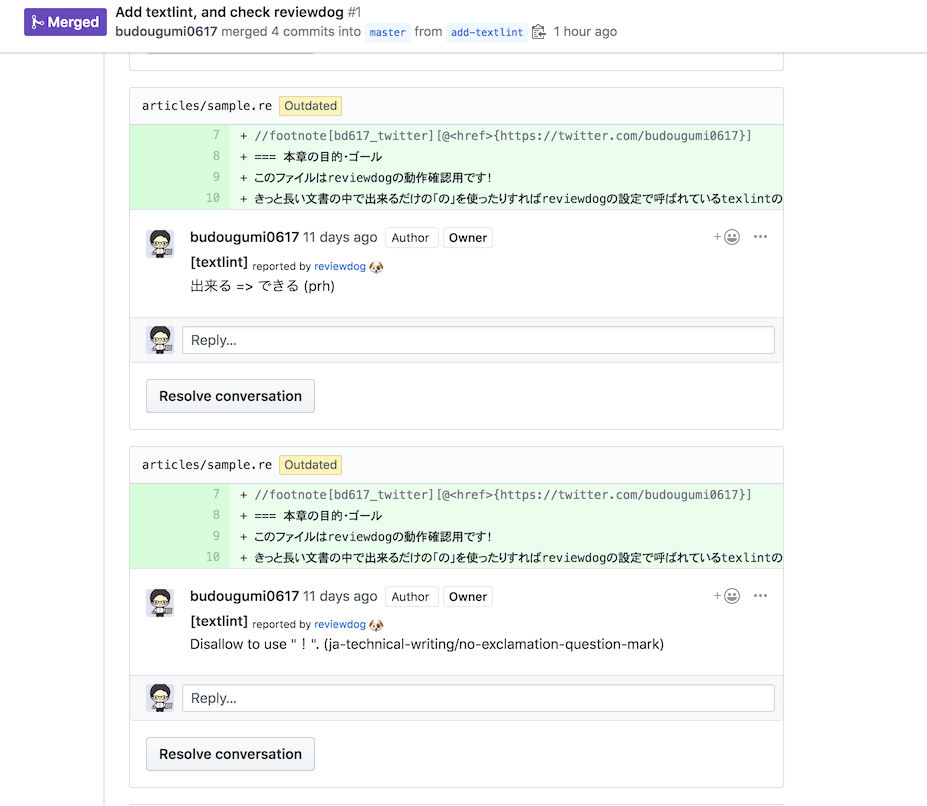 Merged
Add textlint, and check reviewdog #1
budougumi0617 merged 4 commits into master from add-textlint 1 hour ago
articles/sample.re Outdated
7 + //footnote[bd617_twitter][@<href>{https://twitter.com/budougumi0617}]
8 + === 本章の目的・ゴール
9 + このファイルはreviewdogの動作確認用です!
10 + きっと長い文書の中で出来るだけの「の」を使ったりすればreviewdogの設定で呼ばれているtexlintの
budougumi0617 11 days ago Author Owner
[textlint] reported by reviewdog 🐶
出来る => できる (prh)
Reply...
Resolve conversation
articles/sample.re Outdated
7 + //footnote[bd617_twitter][@<href>{https://twitter.com/budougumi0617}]
8 + === 本章の目的・ゴール
9 + このファイルはreviewdogの動作確認用です!
10 + きっと長い文書の中で出来るだけの「の」を使ったりすればreviewdogの設定で呼ばれているtexlintの
budougumi0617 11 days ago Author Owner
[textlint] reported by reviewdog 🐶
Disallow to use "！". (ja-technical-writing/no-exclamation-question-mark)
Reply...
Resolve conversation